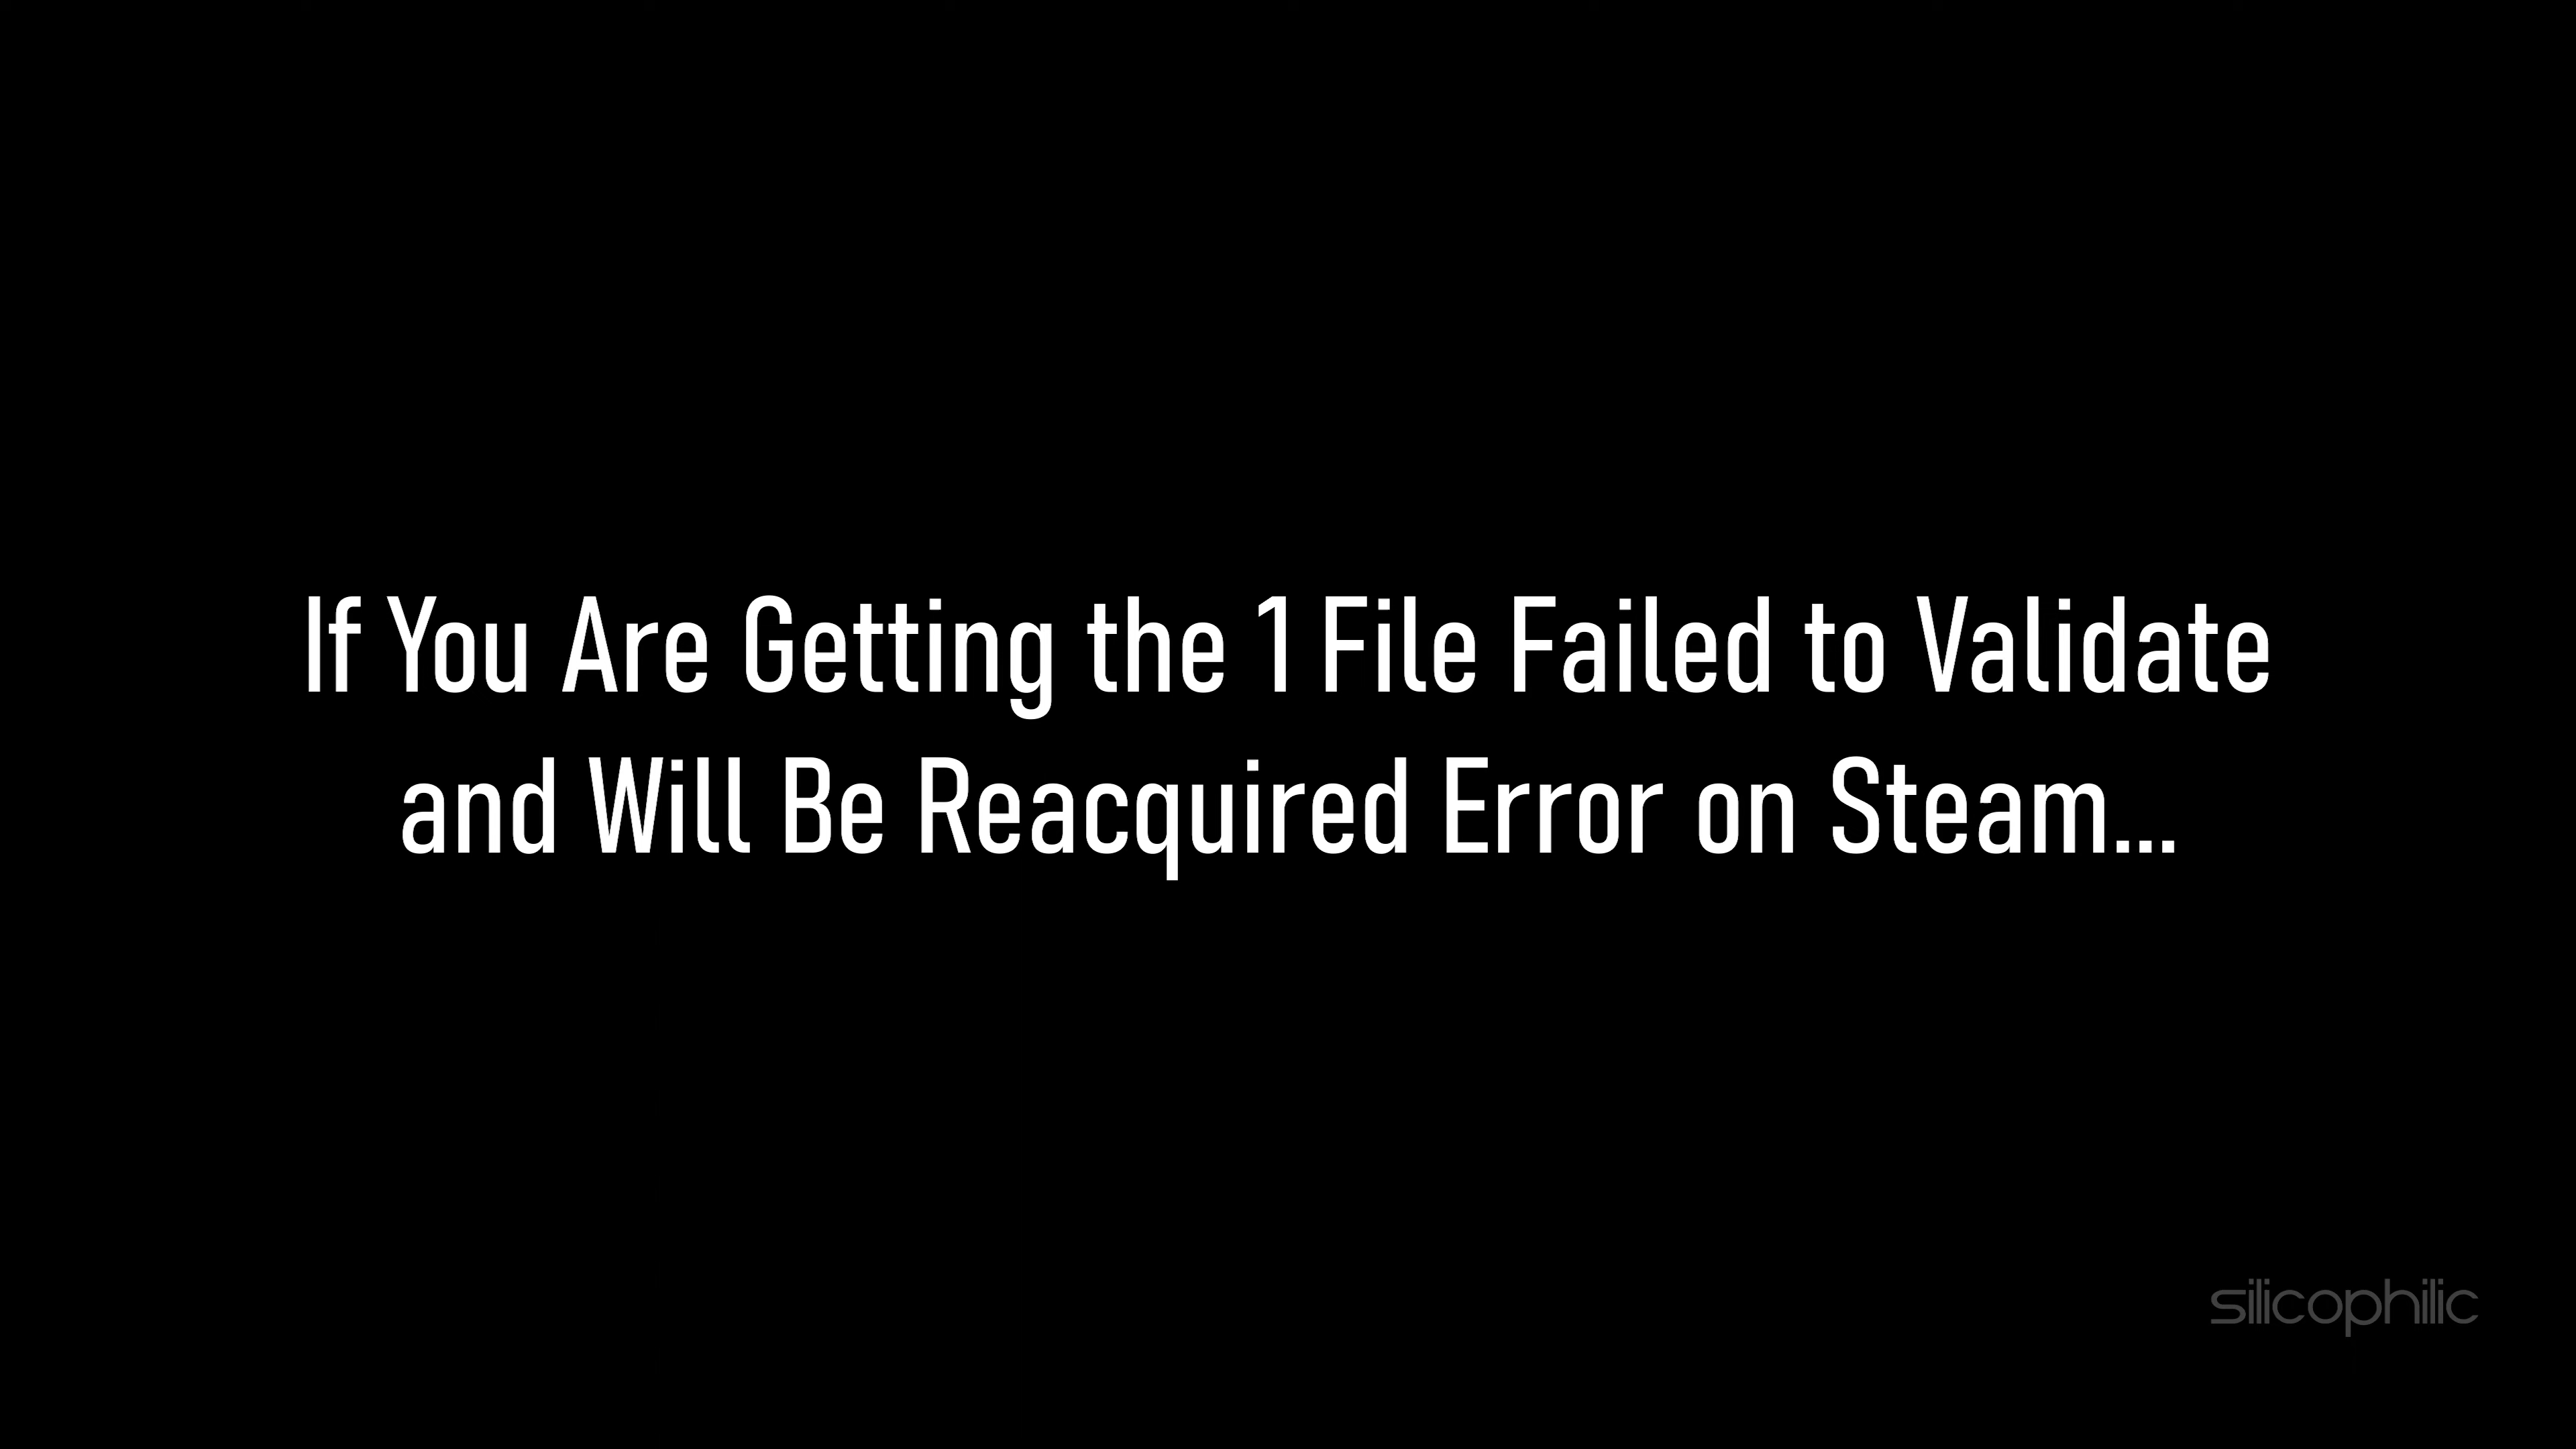 If You Are Getting the 1 File Failed to Validate
and Will Be Reacquired Error on Steam...
silicophilic